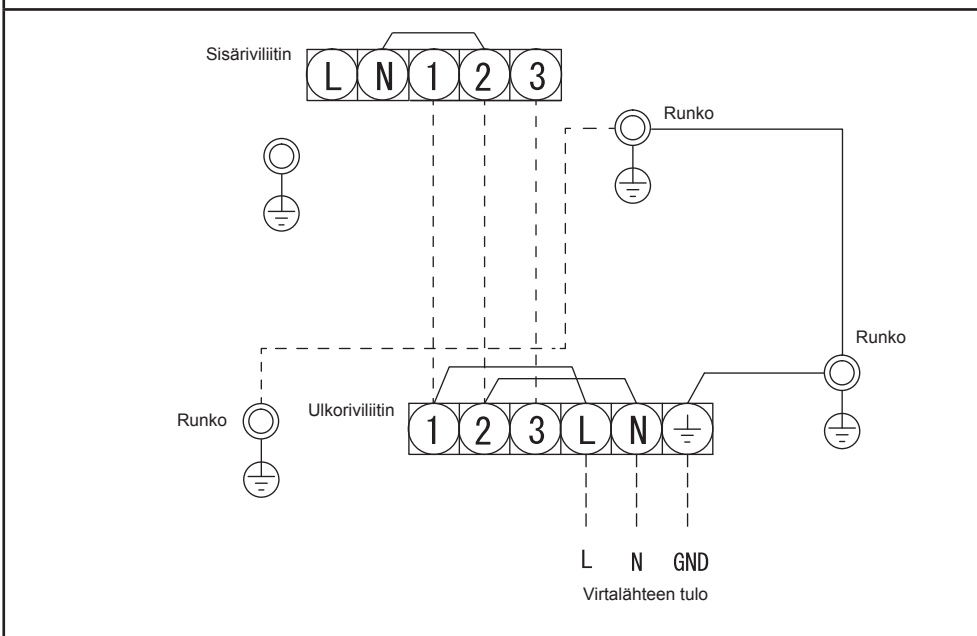 Sisäriviliitin
L N 1 2 3
Runko
Runko
Runko
Ulkoriviliitin
1 2 3 L N
L N GND
Virtalähteen tulo